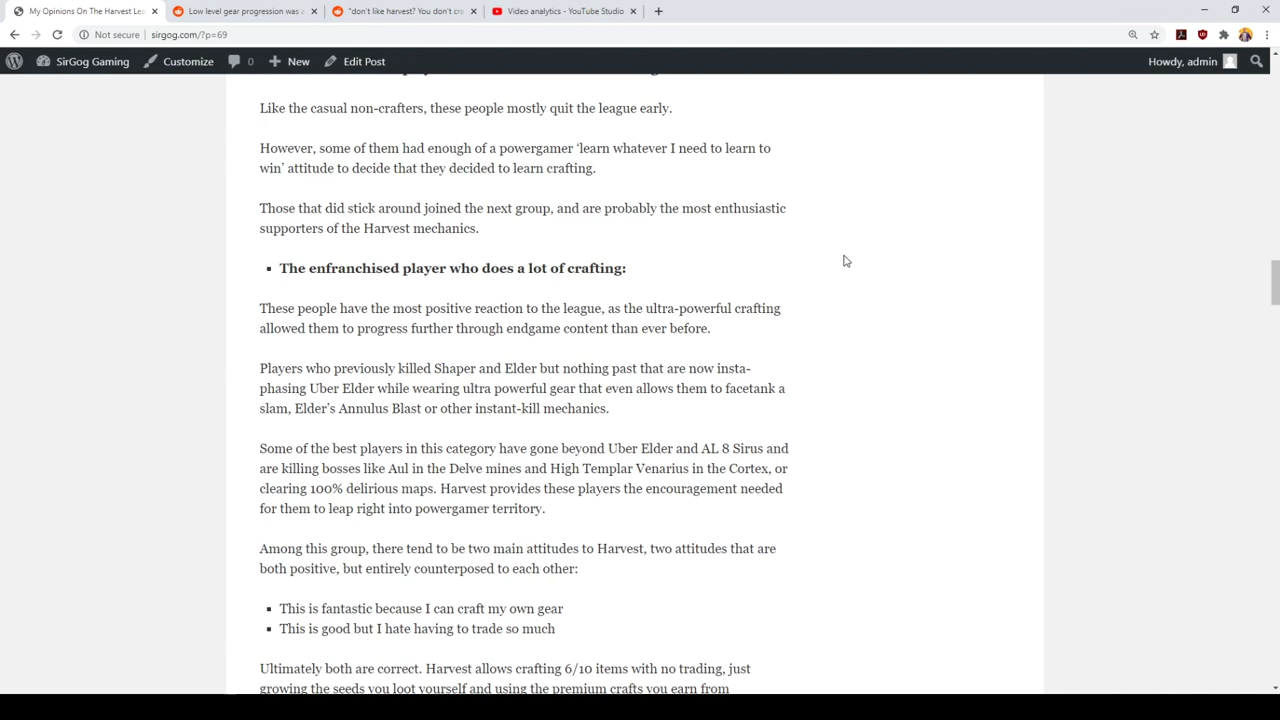 My Opinions On The Harvest Lea
Low level gear progression was a
"don't like harvest? You don't cra
Video analytics - YouTube Studio
Not secure
sirgog.com/?p=69
SirGog Gaming
Customize
0
New
Edit Post
Howdy, admin
Like the casual non-crafters, these people mostly quit the league early.
However, some of them had enough of a powergamer ‘learn whatever I need to learn to
win’ attitude to decide that they decided to learn crafting.
Those that did stick around joined the next group, and are probably the most enthusiastic
supporters of the Harvest mechanics.
The enfranchised player who does a lot of crafting:
These people have the most positive reaction to the league, as the ultra-powerful crafting
allowed them to progress further through endgame content than ever before.
Players who previously killed Shaper and Elder but nothing past that are now insta-
phasing Uber Elder while wearing ultra powerful gear that even allows them to facetank a
slam, Elder’s Annulus Blast or other instant-kill mechanics.
Some of the best players in this category have gone beyond Uber Elder and AL 8 Sirus and
are killing bosses like Aul in the Delve mines and High Templar Venarius in the Cortex, or
clearing 100% delirious maps. Harvest provides these players the encouragement needed
for them to leap right into powergamer territory.
Among this group, there tend to be two main attitudes to Harvest, two attitudes that are
both positive, but entirely counterposed to each other:
This is fantastic because I can craft my own gear
This is good but I hate having to trade so much
Ultimately both are correct. Harvest allows crafting 6/10 items with no trading, just
growing the seeds you loot yourself and using the premium crafts you earn from